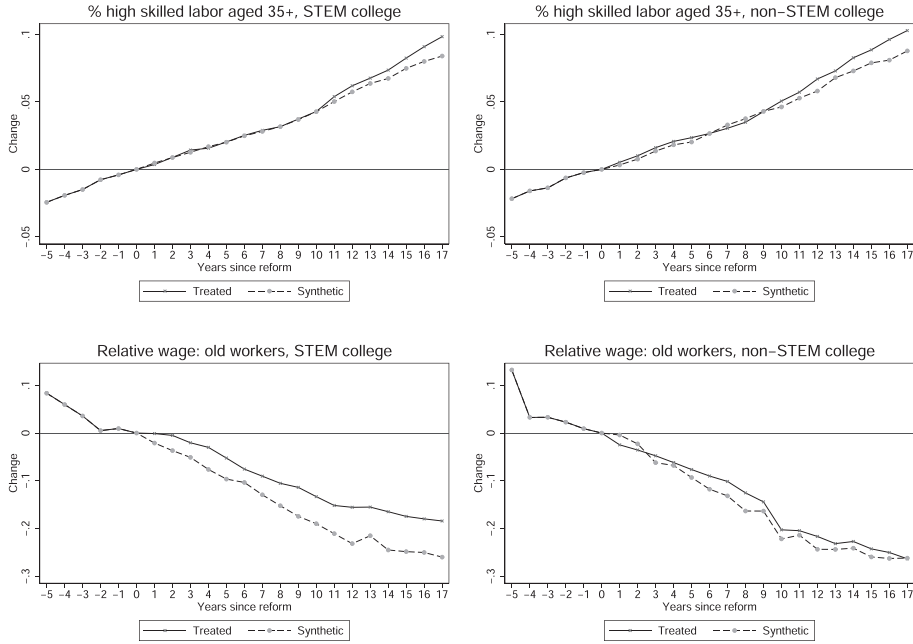 % high skilled labor aged 35+, STEM college
Change
.1
.05
0
-.05
−5 −4 −3 −2 −1 0 1 2 3 4 5 6 7 8 9 10 11 12 13 14 15 16 17
Years since reform
Treated Synthetic
% high skilled labor aged 35+, non−STEM college
Change
.1
.05
0
-.05
−5 −4 −3 −2 −1 0 1 2 3 4 5 6 7 8 9 10 11 12 13 14 15 16 17
Years since reform
Treated Synthetic
Relative wage: old workers, STEM college
Change
.1
0
-.1
-.2
-.3
−5 −4 −3 −2 −1 0 1 2 3 4 5 6 7 8 9 10 11 12 13 14 15 16 17
Years since reform
Treated Synthetic
Relative wage: old workers, non−STEM college
Change
.1
0
-.1
-.2
-.3
−5 −4 −3 −2 −1 0 1 2 3 4 5 6 7 8 9 10 11 12 13 14 15 16 17
Years since reform
Treated Synthetic